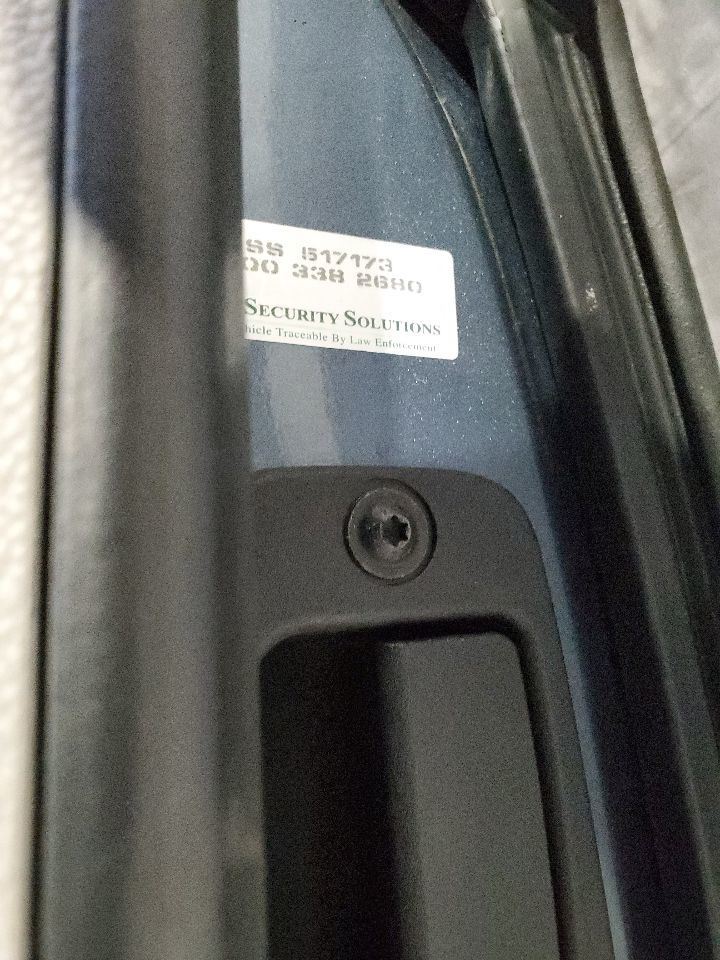 SS 517173
00 338 2680
SECURITY SOLUTIONS
hicle Traceable By Law Enforcement